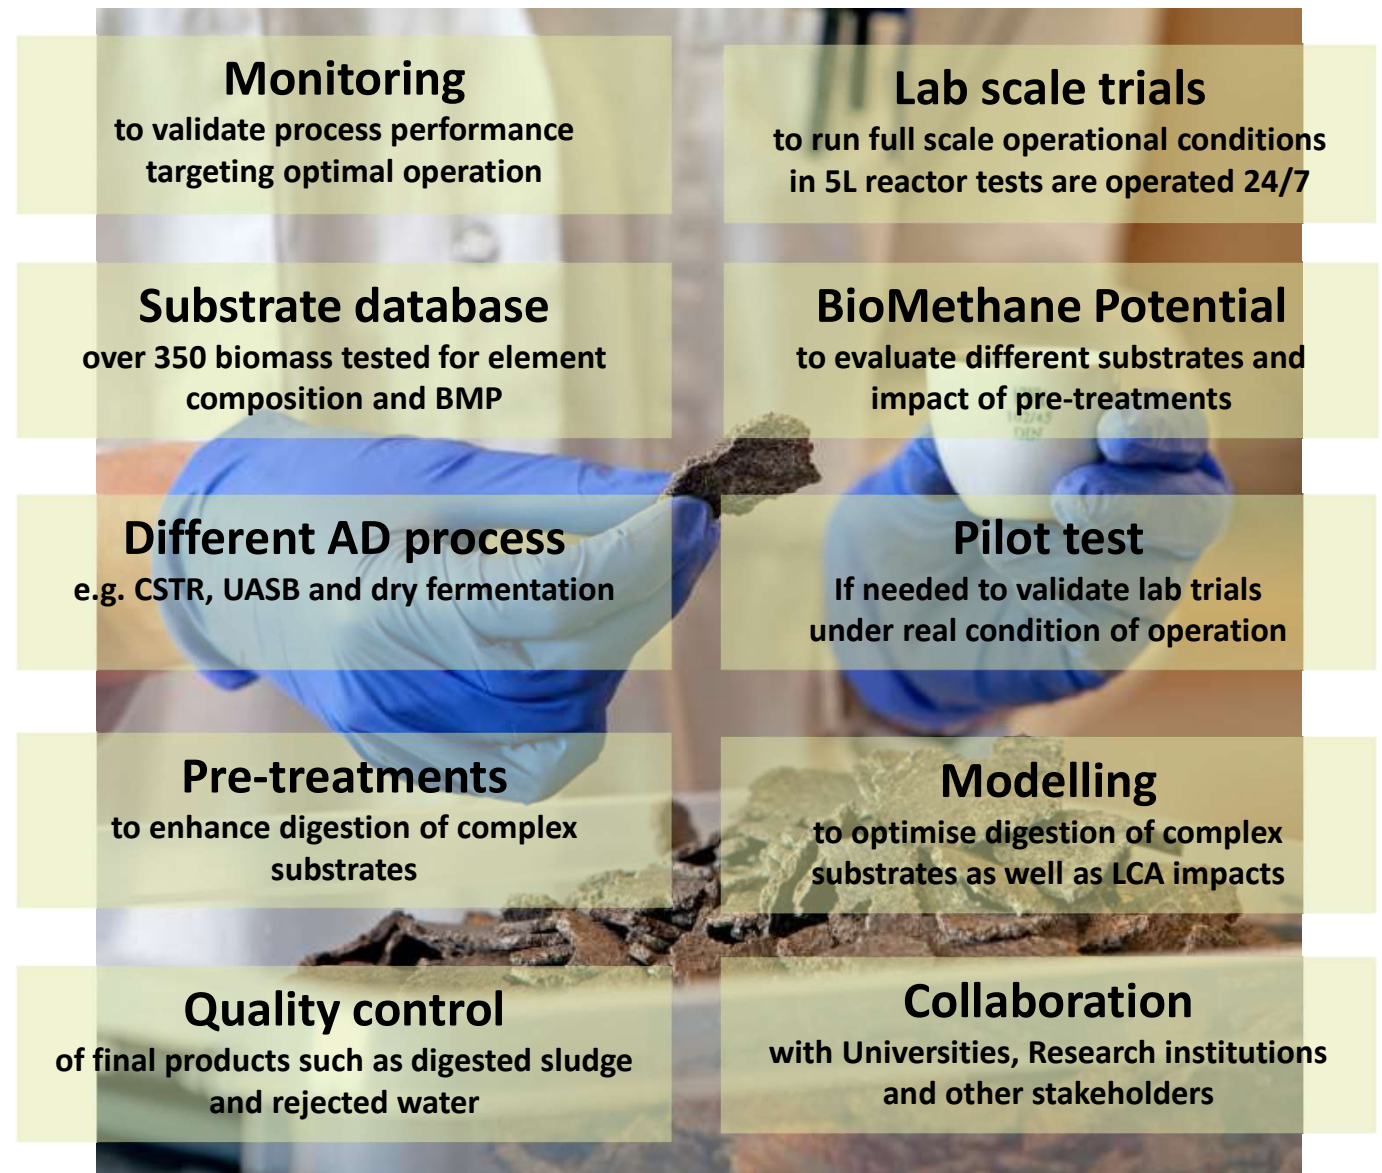 Monitoring
to validate process performance
targeting optimal operation
Lab scale trials
to run full scale operational conditions
in 5L reactor tests are operated 24/7
Substrate database
over 350 biomass tested for element
composition and BMP
BioMethane Potential
to evaluate different substrates and
impact of pre-treatments
DIN
Different AD process
e.g. CSTR, UASB and dry fermentation
Pilot test
If needed to validate lab trials
under real condition of operation
Pre-treatments
to enhance digestion of complex
substrates
Modelling
to optimise digestion of complex
substrates as well as LCA impacts
Quality control
of final products such as digested sludge
and rejected water
Collaboration
with Universities, Research institutions
and other stakeholders